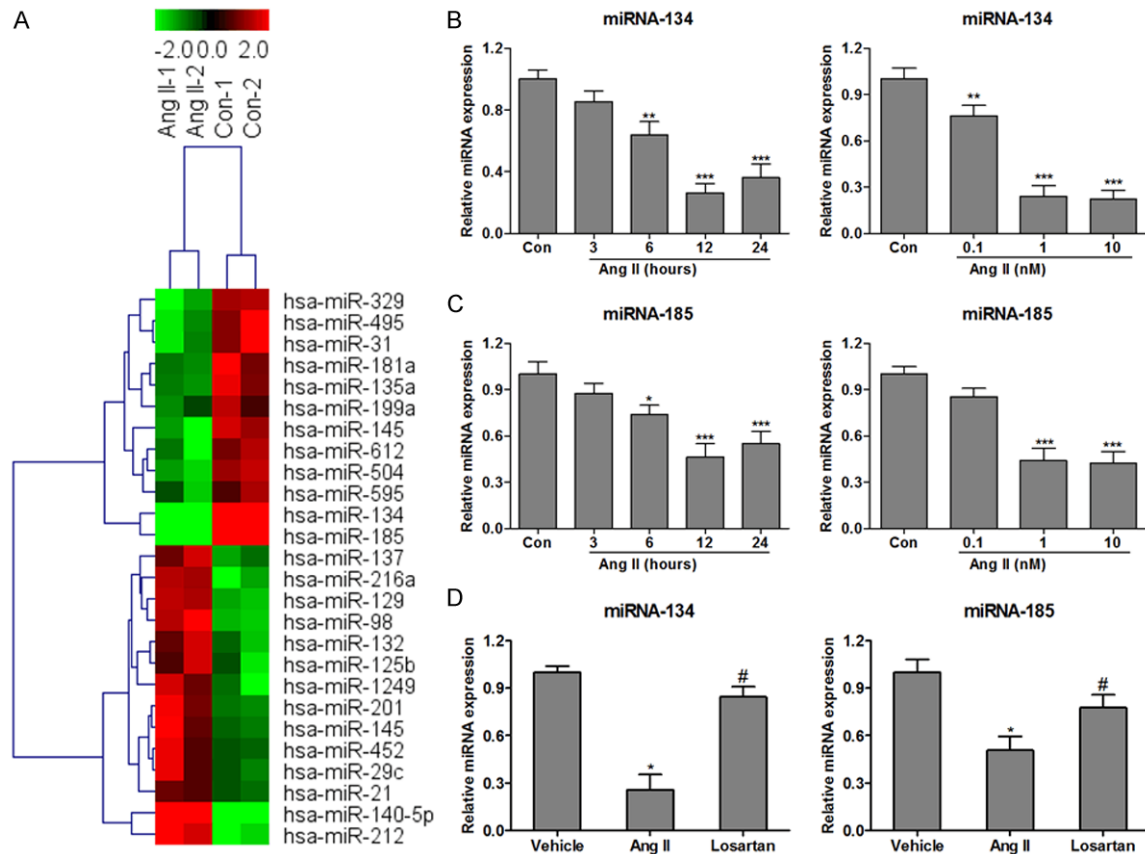 A
-2.0 0.0 2.0
Ang II-1
Ang II-2
Con-1
Con-2
hsa-miR-329
hsa-miR-495
hsa-miR-31
hsa-miR-181a
hsa-miR-135a
hsa-miR-199a
hsa-miR-145
hsa-miR-612
hsa-miR-504
hsa-miR-595
hsa-miR-134
hsa-miR-185
hsa-miR-137
hsa-miR-216a
hsa-miR-129
hsa-miR-98
hsa-miR-132
hsa-miR-125b
hsa-miR-1249
hsa-miR-201
hsa-miR-145
hsa-miR-452
hsa-miR-29c
hsa-miR-21
hsa-miR-140-5p
hsa-miR-212
B
miRNA-134
Relative miRNA expression
1.2
0.8
0.4
0.0
** *** ***
Con 3 6 12 24
Ang II (hours)
miRNA-134
Relative miRNA expression
1.2
0.9
0.6
0.3
0.0
** *** ***
Con 0.1 1 10
Ang II (nM)
C
miRNA-185
Relative miRNA expression
1.2
0.9
0.6
0.3
0.0
* *** ***
Con 3 6 12 24
Ang II (hours)
miRNA-185
Relative miRNA expression
1.2
0.9
0.6
0.3
0.0
*** ***
Con 0.1 1 10
Ang II (nM)
D
miRNA-134
Relative miRNA expression
1.2
0.9
0.6
0.3
0.0
* #
Vehicle Ang II Losartan
miRNA-185
Relative miRNA expression
1.2
0.9
0.6
0.3
0.0
* #
Vehicle Ang II Losartan